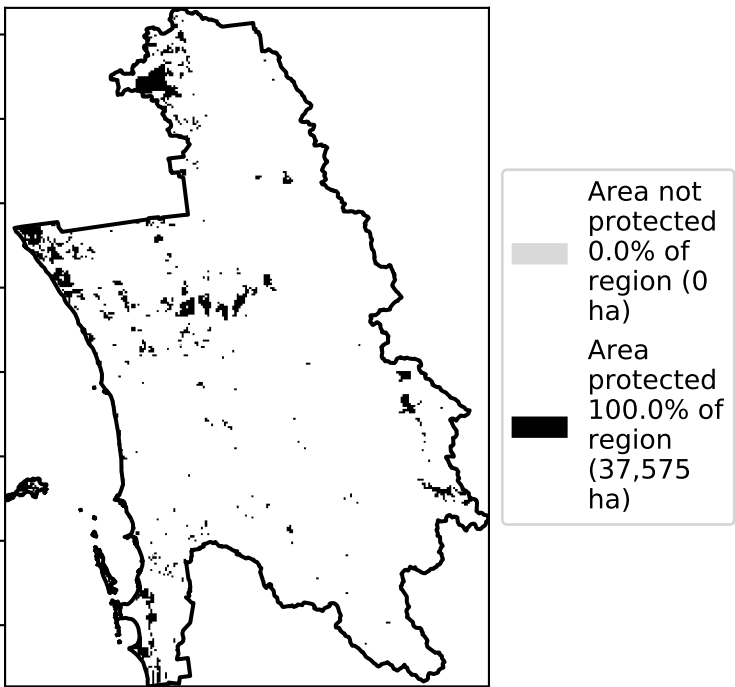 Area not
protected
0.0% of
region (0
ha)
Area
protected
100.0% of
region
(37,575
ha)